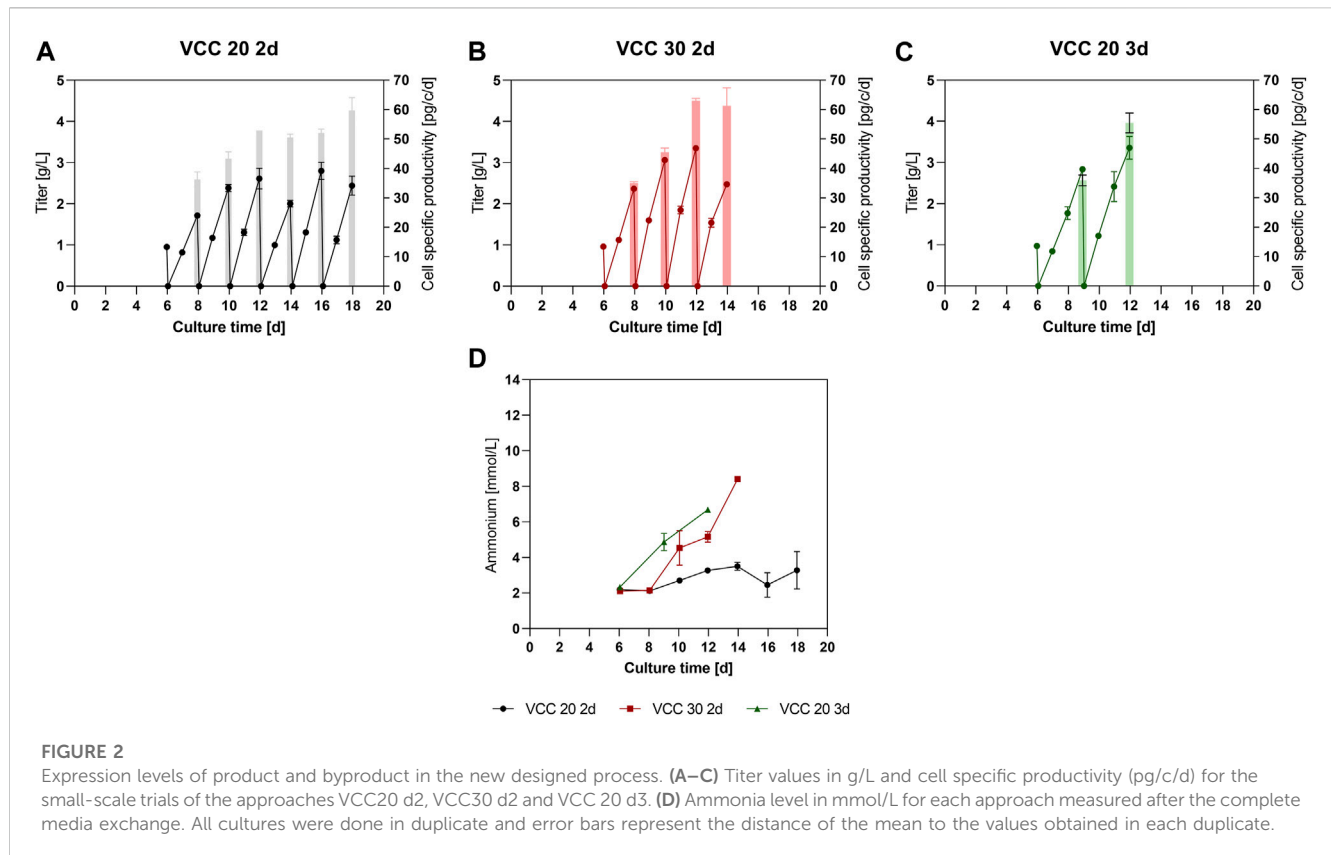 A
VCC 20 2d
5
4
3
2
1
0
Titer [g/L]
70
60
50
40
30
20
10
0
Cell specific productivity [pg/c/d]
0 2 4 6 8 10 12 14 16 18 20
Culture time [d]
B
VCC 30 2d
5
4
3
2
1
0
Titer [g/L]
70
60
50
40
30
20
10
0
Cell specific productivity [pg/c/d]
0 2 4 6 8 10 12 14 16 18 20
Culture time [d]
C
VCC 20 3d
5
4
3
2
1
0
Titer [g/L]
70
60
50
40
30
20
10
0
Cell specific productivity [pg/c/d]
0 2 4 6 8 10 12 14 16 18 20
Culture time [d]
D
14
12
10
8
6
4
2
0
Ammonium [mmol/L]
0 2 4 6 8 10 12 14 16 18 20
Culture time [d]
VCC 20 2d VCC 30 2d VCC 20 3d
FIGURE 2
Expression levels of product and byproduct in the new designed process. (A–C) Titer values in g/L and cell specific productivity (pg/c/d) for the
small-scale trials of the approaches VCC20 d2, VCC30 d2 and VCC 20 d3. (D) Ammonia level in mmol/L for each approach measured after the complete
media exchange. All cultures were done in duplicate and error bars represent the distance of the mean to the values obtained in each duplicate.